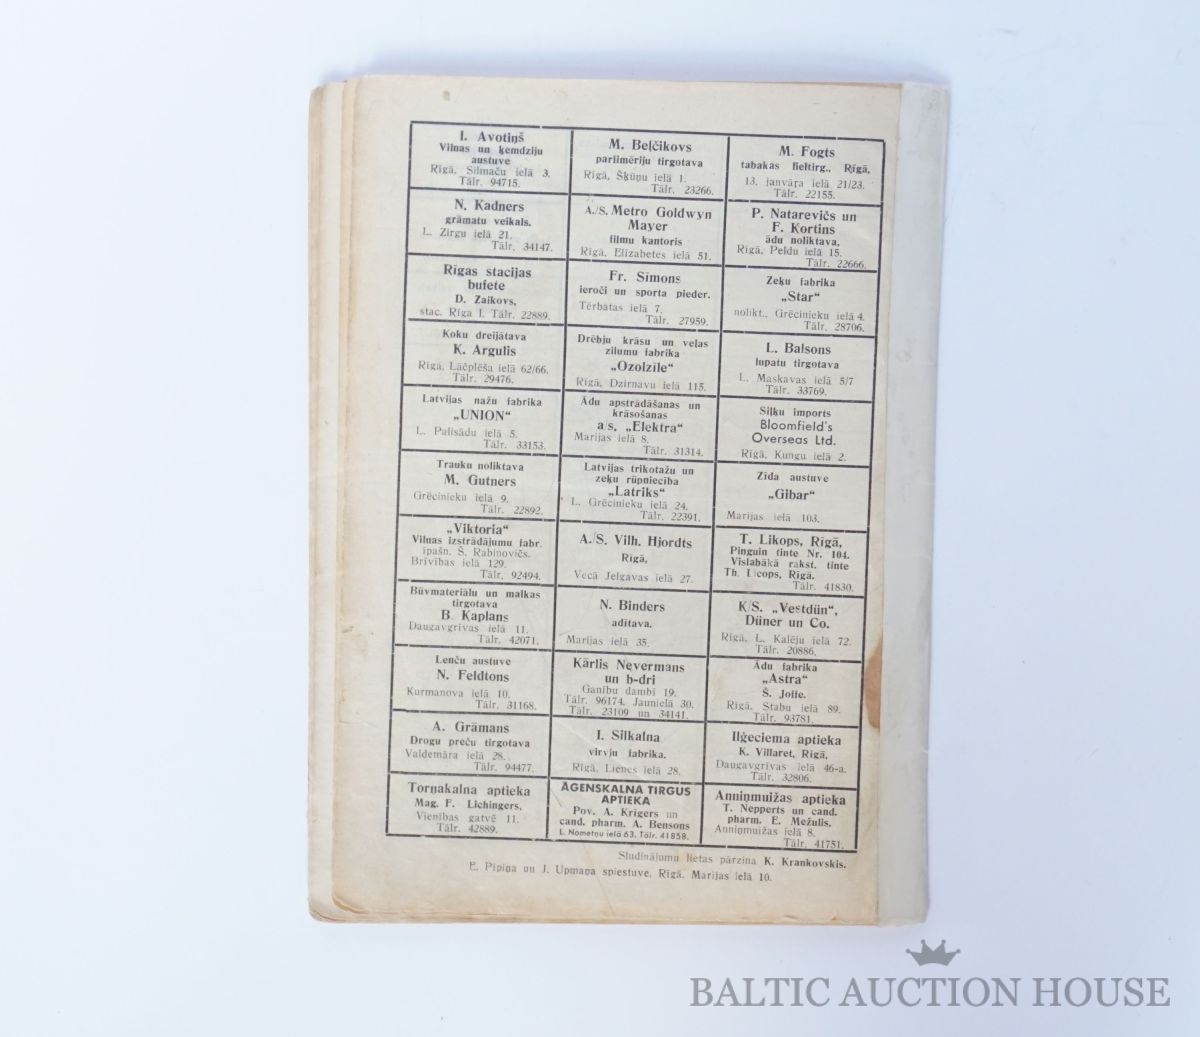 I. Avotiņš
Vilnas un ķemdziju
austuve
Rīgā, Silmaču ielā 3.
Tālr. 94715.
M. Beļčikovs
parfimēriju tirgotava
Rīgā, Šķūņu ielā 1.
Tālr. 23266.
M. Fogts
tabakas lieltirg., Rīgā,
13. janvāra ielā 21/23.
Tālr. 22155.
N. Kadners
grāmatu veikals.
L. Zirgu ielā 21.
Tālr. 34147.
A./S. Metro Goldwyn
Mayer
filmu kantoris
Rīgā, Elizabetes ielā 51.
P. Natarevičs un
F. Kortins
ādu noliktava,
Rīgā, Peldu ielā 15.
Tālr. 22666.
Rīgas stacijas
bufete
D. Zaikovs,
stac. Rīga I. Tālr. 22889.
Fr. Sīmons
ieroči un sporta pieder.
Tērbatas ielā 7.
Tālr. 27959.
Zeķu fabrika
„Star"
nolikt., Grēcinieku ielā 4.
Tālr. 28706.
Koku dreijātava
K. Argulis
Rīgā, Lāčplēša ielā 62/66.
Tālr. 29476.
Drēbju krāsu un veļas
zilumu fabrika
„Ozolzīle"
Rīgā, Dzirnavu ielā 115.
L. Balsons
lupatu tirgotava
L. Maskavas ielā 5/7
Tālr. 33769.
Latvijas nažu fabrika
„UNION"
L. Palisādu ielā 5.
Tālr. 33153.
Ādu apstrādāšanas un
krāsošanas
a/s. „Elektra"
Marijas ielā 8.
Tālr. 31314.
Siļķu imports
Bloomfield's
Overseas Ltd.
Rīgā, Kungu ielā 2.
Trauku noliktava
M. Gutners
Grēcinieku ielā 9.
Tālr. 22892.
Latvijas trikotažu un
zeķu rūpniecība
„Latriks"
L. Grēcinieku ielā 24.
Tālr. 22391.
Zīda austuve
„Gibar"
Marijas ielā 103.
„Viktoria"
Vilnas izstrādājumu fabr.
īpašn. Š. Rabinovičs.
Brīvības ielā 129.
Tālr. 92494.
A./S. Vilh. Hjordts
Rīgā,
Vecā Jelgavas ielā 27.
T. Likops, Rīgā,
Pinguin tinte Nr. 104.
Vislabākā rakst. tinte
Th. Licops, Rīgā.
Tālr. 41830.
Būvmateriālu un malkas
tirgotava
B. Kaplans
Daugavgrīvas ielā 11.
Tālr. 42071.
N. Binders
adītava.
Marijas ielā 35.
K/S. „Vestdün",
Düner un Co.
Rīgā, L. Kalēju ielā 72.
Tālr. 20886.
Lenču austuve
N. Feldtons
Kurmanova ielā 10.
Tālr. 31168.
Kārlis Nevermans
un b-dri
Ganību dambī 19.
Tālr. 96174. Jauniela 30.
Tālr. 23109 un 34141.
Ādu fabrika
„Astra"
Š. Joffe.
Rīgā, Stabu ielā 89.
Tālr. 93781.
A. Grāmans
Drogu preču tirgotava
Valdemāra ielā 28.
Tālr. 94477.
I. Silkalna
virvju fabrika.
Rīgā, Lienes ielā 28.
Iļģeciema aptieka
K. Villaret, Rīgā,
Daugavgrīvas ielā 46-a.
Tālr. 32806.
Torņakalna aptieka
Mag. F. Lichingers,
Vienības gatvē 11.
Tālr. 42889.
ĀGENSKALNA TIRGUS
APTIEKA
Pov. A. Krīgers un
cand. pharm. A. Bensons
L. Nometņu ielā 63. Tālr. 41858.
Anniņmuižas aptieka
T. Nepperts un cand.
pharm. E. Mežulis.
Anniņmuižas ielā 8.
Tālr. 41751.
Sludinājumu lietas pārzina K. Krankovskis.
E. Pīpiņa un J. Upmaņa spiestuve, Rīgā, Marijas ielā 10.
BALTIC AUCTION HOUSE